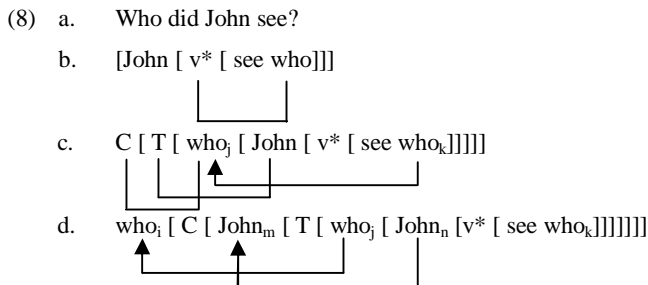 (8) a. Who did John see?
b. [John [ v* [ see who]]]
c. C [ T [ whoj [ John [ v* [ see whok]]]]]
d. whoi [ C [ Johnm [ T [ whoj [ Johnn [v* [ see whok]]]]]]]